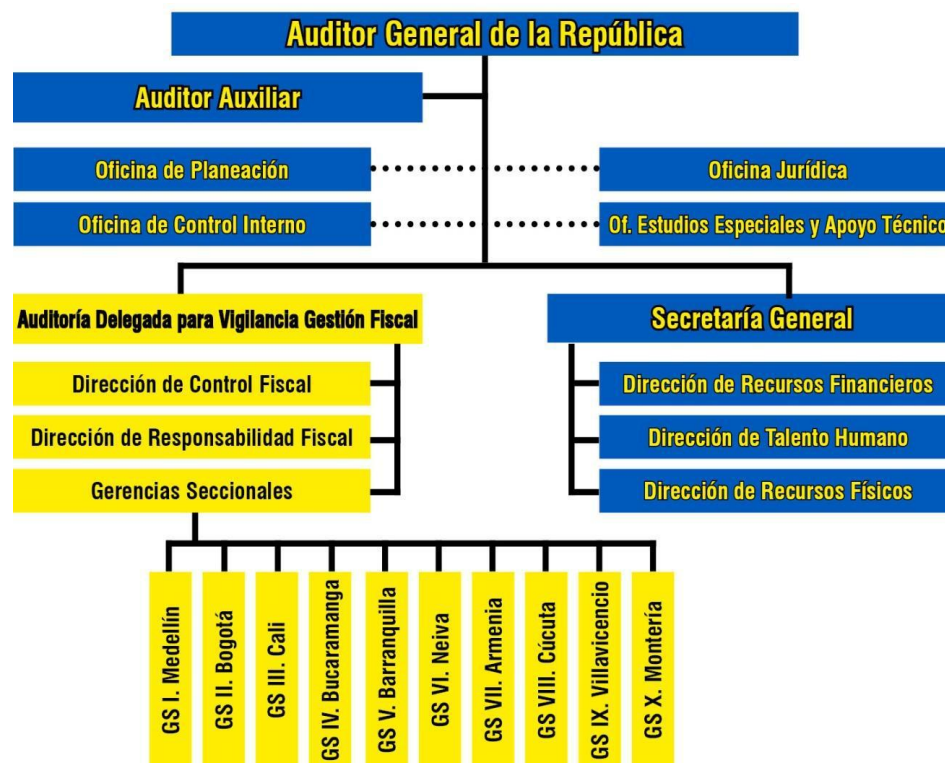 Auditor General de la República
Auditor Auxiliar
Oficina de Planeación
Oficina Jurídica
Oficina de Control Interno
Of. Estudios Especiales y Apoyo Técnico
Auditoría Delegada para Vigilancia Gestión Fiscal
Secretaría General
Dirección de Control Fiscal
Dirección de Recursos Financieros
Dirección de Responsabilidad Fiscal
Dirección de Talento Humano
Gerencias Seccionales
Dirección de Recursos Físicos
GS I. Medellín
GS II. Bogotá
GS III. Cali
GS IV. Bucaramanga
GS V. Barranquilla
GS VI. Neiva
GS VII. Armenia
GS VIII. Cúcuta
GS IX. Villavicencio
GS X. Montería